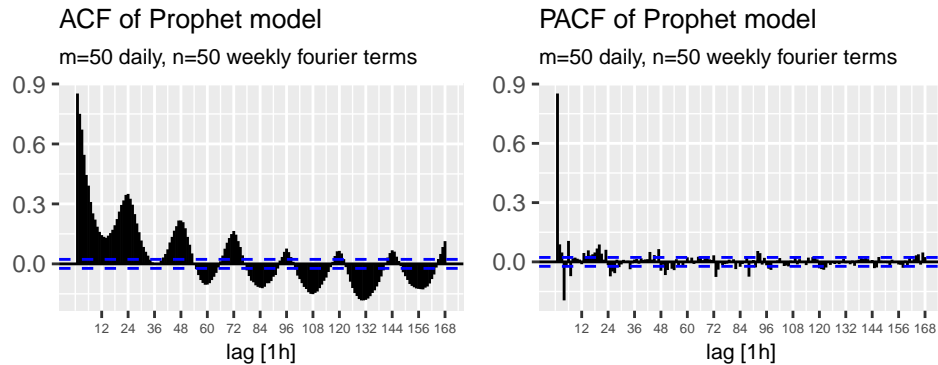 ACF of Prophet model
m=50 daily, n=50 weekly fourier terms
0.9
0.6
0.3
0.0
12 24 36 48 60 72 84 96 108 120 132 144 156 168
lag [1h]
PACF of Prophet model
m=50 daily, n=50 weekly fourier terms
0.9
0.6
0.3
0.0
12 24 36 48 60 72 84 96 108 120 132 144 156 168
lag [1h]